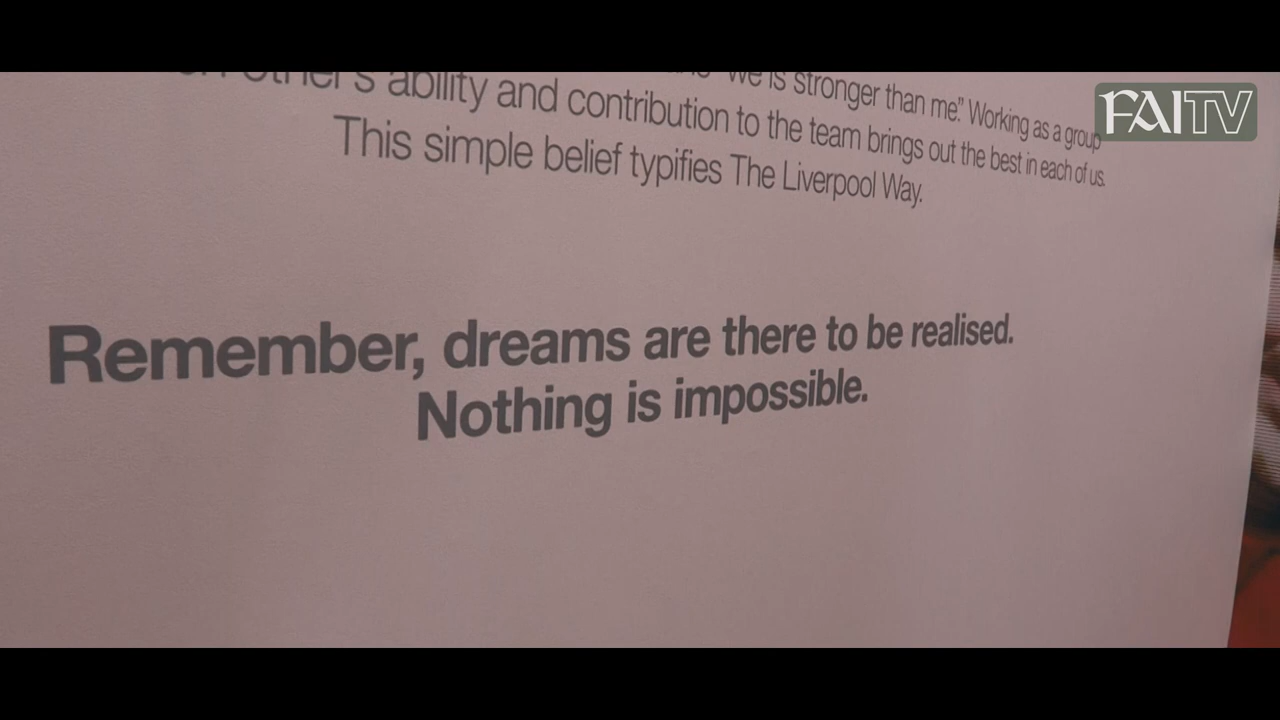 "we is stronger than me." Working as a group
other's ability and contribution to the team brings out the best in each of us.
This simple belief typifies The Liverpool Way.
Remember, dreams are there to be realised.
Nothing is impossible.
FAITV